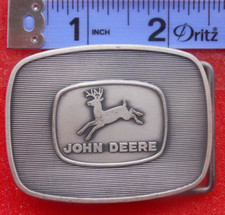 1 INCH 2 Dritz
JOHN DEERE